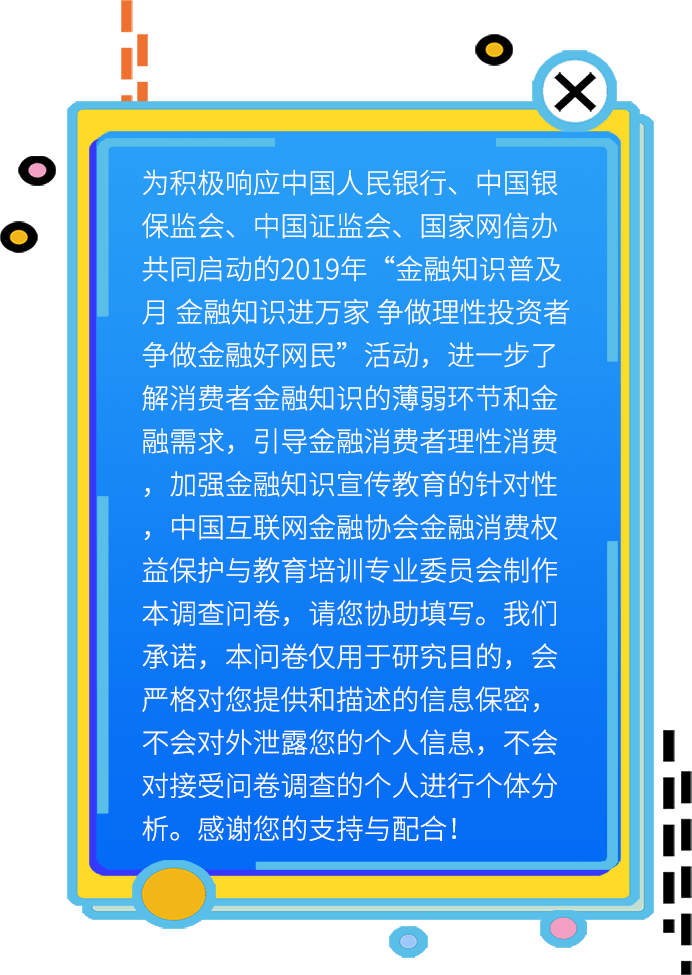 为积极响应中国人民银行、中国银
保监会、中国证监会、国家网信办
共同启动的2019年“金融知识普及
月 金融知识进万家 争做理性投资者
争做金融好网民”活动，进一步了
解消费者金融知识的薄弱环节和金
融需求，引导金融消费者理性消费
，加强金融知识宣传教育的针对性
，中国互联网金融协会金融消费权
益保护与教育培训专业委员会制作
本调查问卷，请您协助填写。我们
承诺，本问卷仅用于研究目的，会
严格对您提供和描述的信息保密，
不会对外泄露您的个人信息，不会
对接受问卷调查的个人进行个体分
析。感谢您的支持与配合！